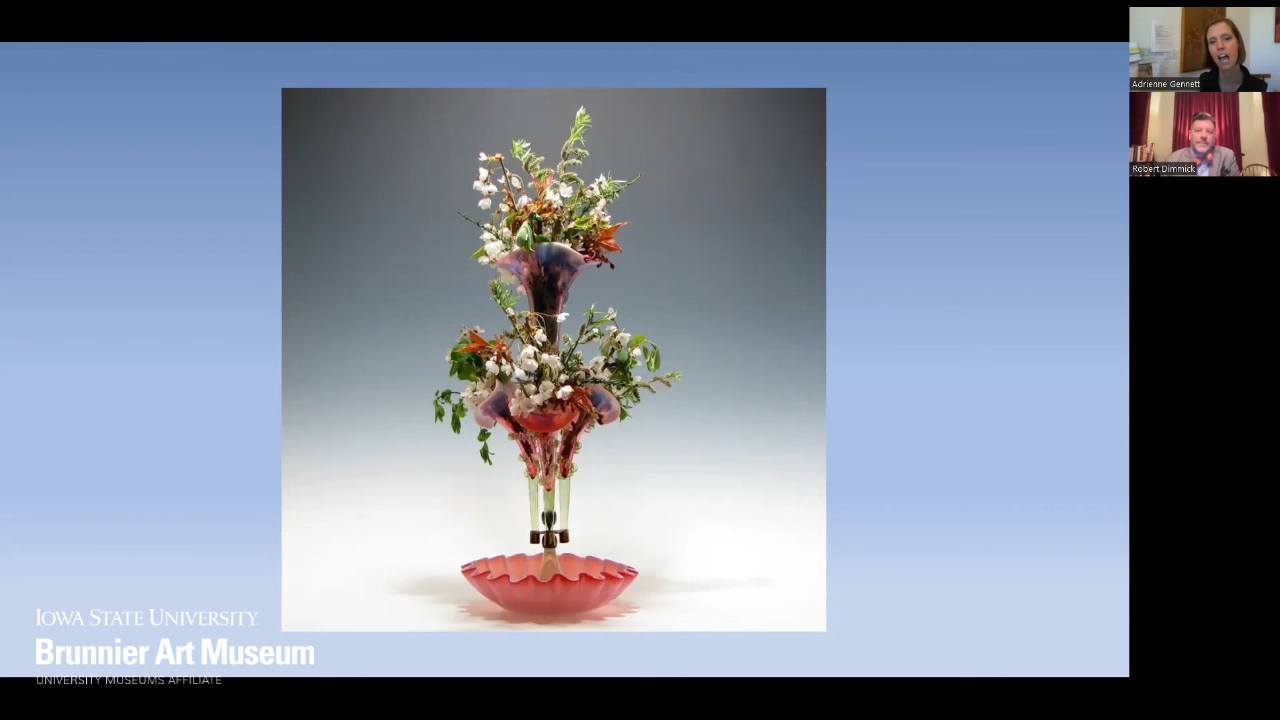 Adrienne Gennett
Robert Dimmick
IOWA STATE UNIVERSITY
Brunnier Art Museum
UNIVERSITY MUSEUMS AFFILIATE